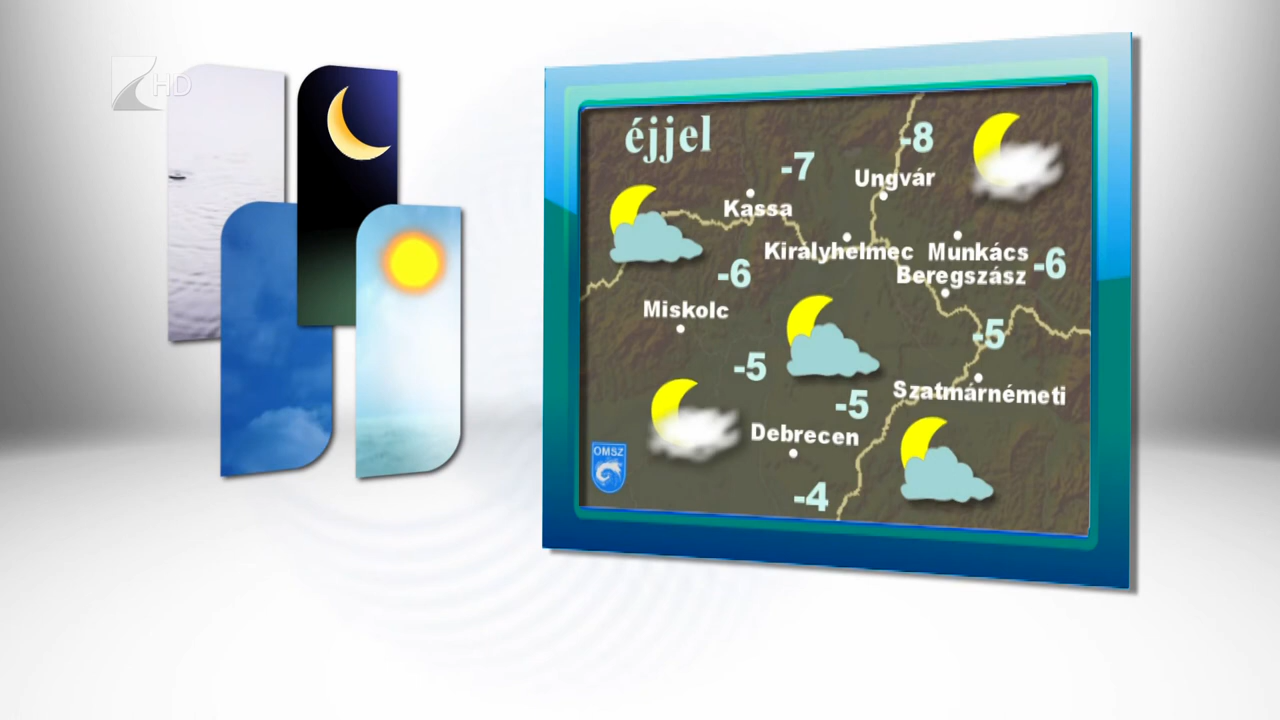 HD
éjjel
-8
-7
Ungvár
Kassa
Királyhelmec
Munkács
-6
Beregszász
-6
Miskolc
-5
-5
Szatmárnémeti
-5
Debrecen
OMSZ
-4